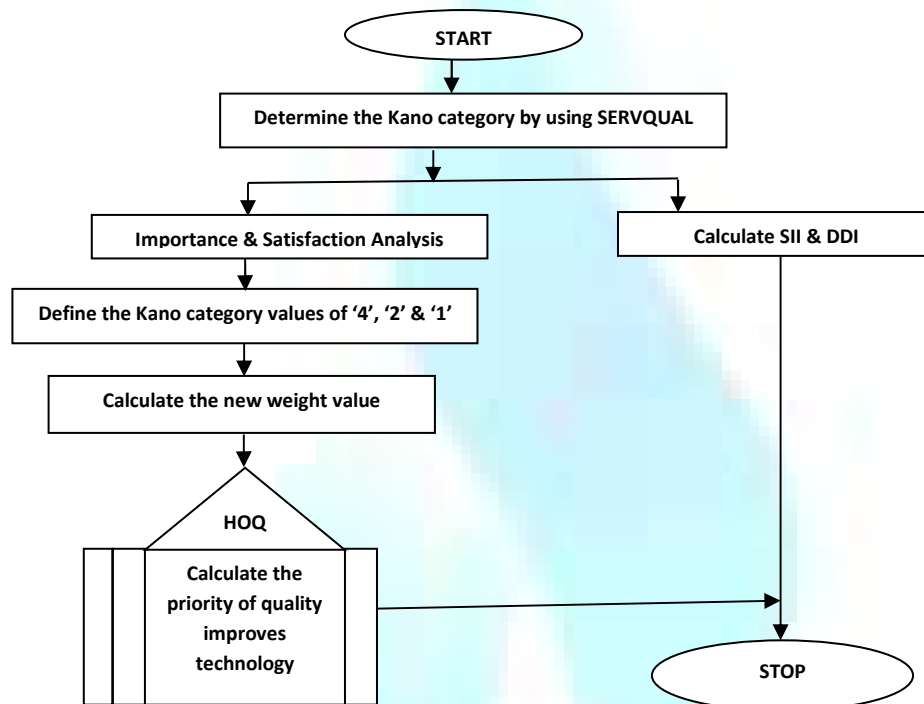 START
Determine the Kano category by using SERVQUAL
Importance & Satisfaction Analysis
Calculate SII & DDI
Define the Kano category values of ‘4’, ‘2’ & ‘1’
Calculate the new weight value
HOQ
Calculate the
priority of quality
improves
technology
STOP